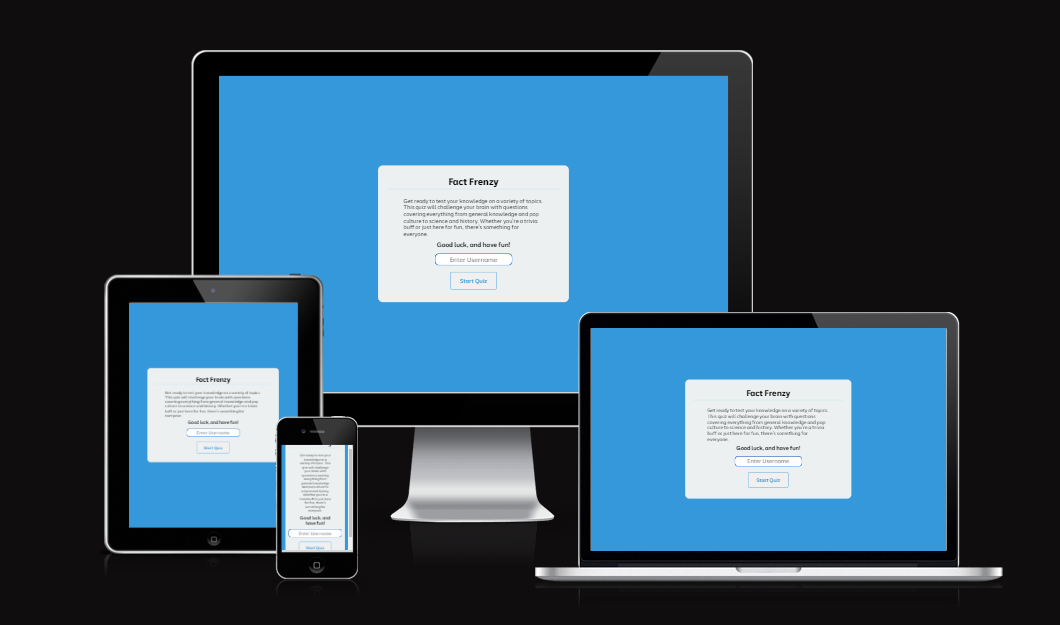 Fact Frenzy
Get ready to test your knowledge on a variety of topics.
This quiz will challenge your brain with questions
covering everything from general knowledge and pop
culture to science and history. Whether you're a trivia
buff or just here for fun, there's something for
everyone.
Good luck, and have fun!
Enter Username
Start Quiz
Fact Frenzy
Get ready to test your knowledge on a variety of topics.
This quiz will challenge your brain with questions
covering everything from general knowledge and pop
culture to science and history. Whether you're a trivia
buff or just here for fun, there's something for
everyone.
Good luck, and have fun!
Enter Username
Start Quiz
Get ready to test your
knowledge on a
variety of topics. This
quiz will challenge
your brain with
questions covering
everything from
general knowledge
and pop culture to
science and history.
Whether you're a
trivia buff or just here
for fun, there's
something for
everyone.
Good luck, and
have fun!
Enter Username
Start Quiz
Fact Frenzy
Get ready to test your knowledge on a variety of topics.
This quiz will challenge your brain with questions
covering everything from general knowledge and pop
culture to science and history. Whether you're a trivia
buff or just here for fun, there's something for
everyone.
Good luck, and have fun!
Enter Username
Start Quiz